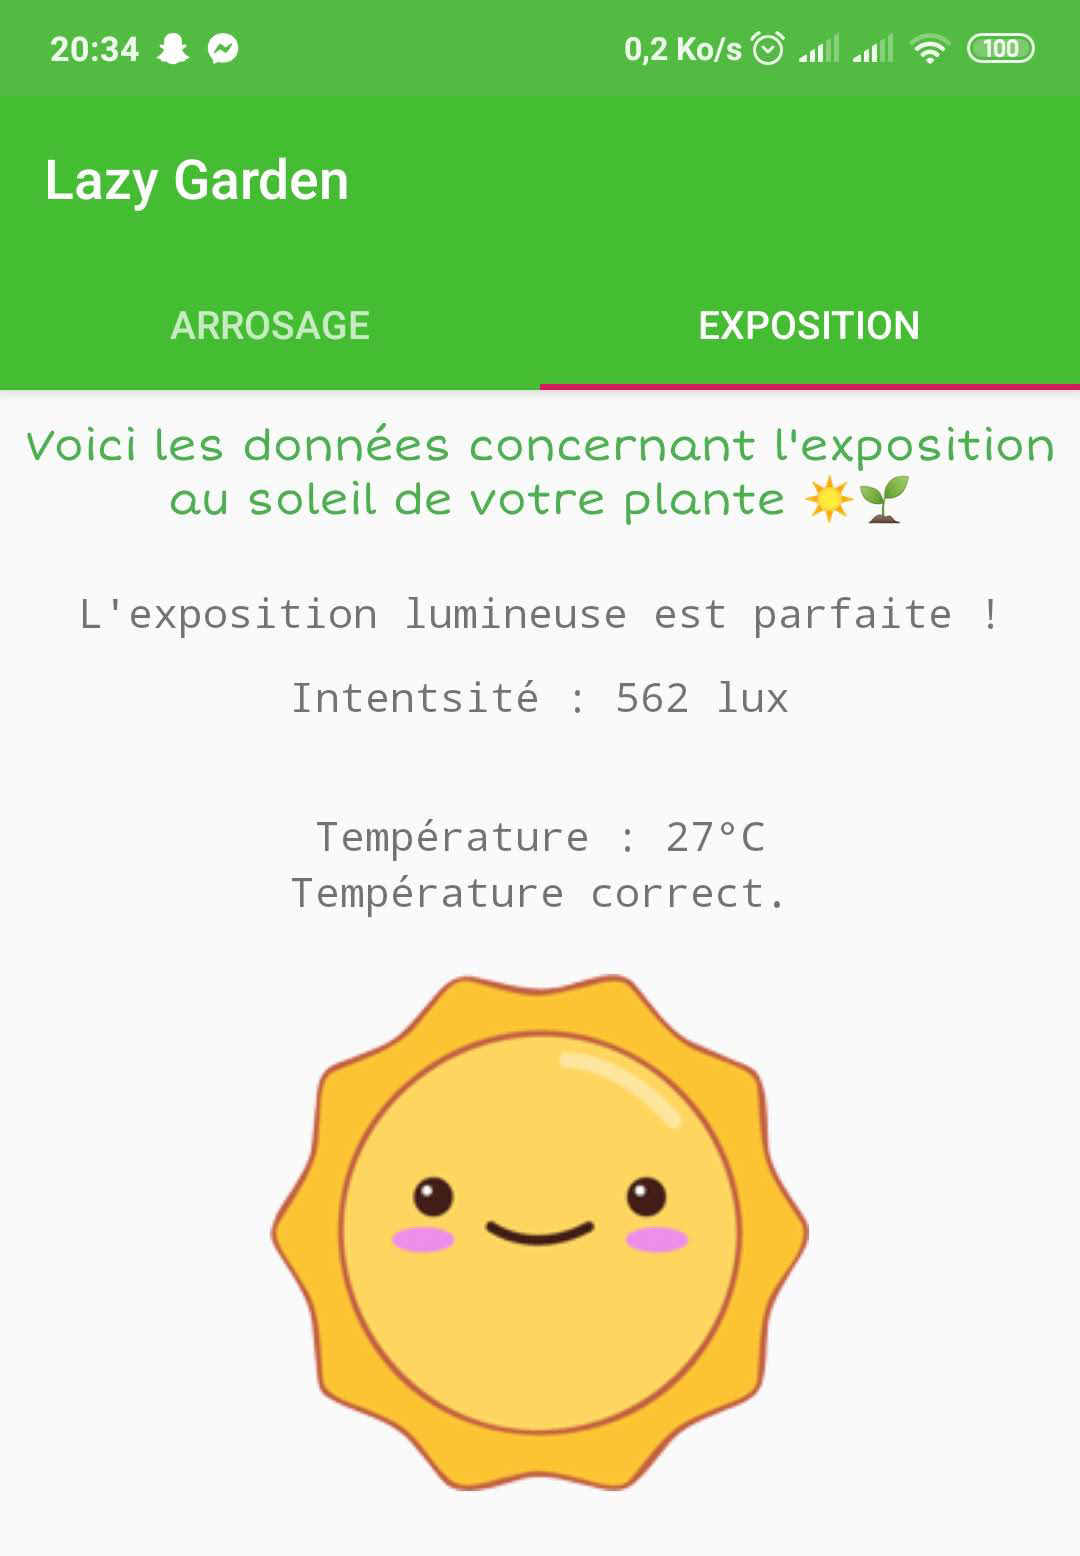 20:34 0,2 Ko/s 100
Lazy Garden
ARROSAGE EXPOSITION
Voici les données concernant l'exposition
au soleil de votre plante ☀️🌱
L'exposition lumineuse est parfaite !
Intentsité : 562 lux
Température : 27°C
Température correct.